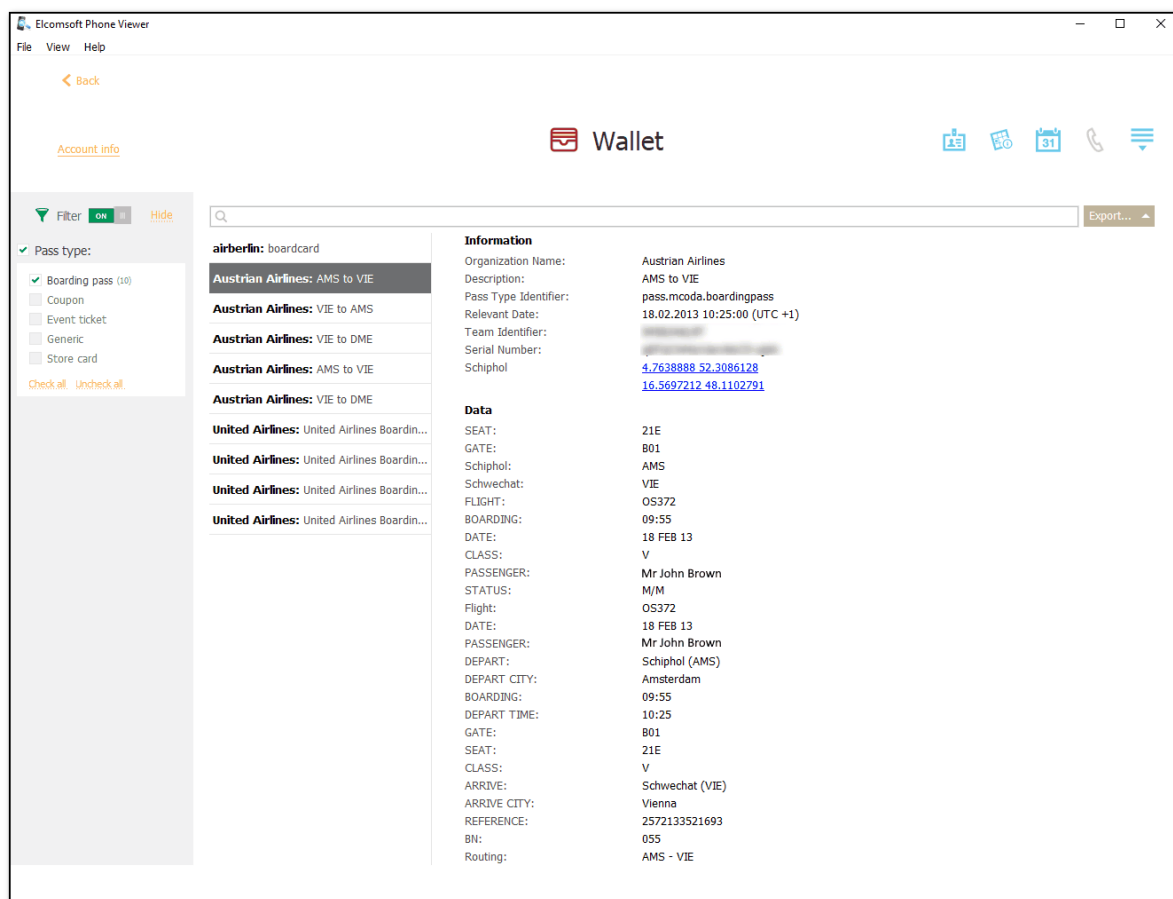 Elcomsoft Phone Viewer
File View Help
Back
Account info
Wallet
31
Filter ON Hide
Export...
Pass type:
Boarding pass (10)
Coupon
Event ticket
Generic
Store card
Check all Uncheck all
airberlin: boardcard
Austrian Airlines: AMS to VIE
Austrian Airlines: VIE to AMS
Austrian Airlines: VIE to DME
Austrian Airlines: AMS to VIE
Austrian Airlines: VIE to DME
United Airlines: United Airlines Boardin...
United Airlines: United Airlines Boardin...
United Airlines: United Airlines Boardin...
United Airlines: United Airlines Boardin...
Information
Organization Name: Austrian Airlines
Description: AMS to VIE
Pass Type Identifier: pass.mcoda.boardingpass
Relevant Date: 18.02.2013 10:25:00 (UTC +1)
Team Identifier:
Serial Number:
Schiphol 4.7638888 52.3086128
16.5697212 48.1102791
Data
SEAT: 21E
GATE: B01
Schiphol: AMS
Schwechat: VIE
FLIGHT: OS372
BOARDING: 09:55
DATE: 18 FEB 13
CLASS: V
PASSENGER: Mr John Brown
STATUS: M/M
Flight: OS372
DATE: 18 FEB 13
PASSENGER: Mr John Brown
DEPART: Schiphol (AMS)
DEPART CITY: Amsterdam
BOARDING: 09:55
DEPART TIME: 10:25
GATE: B01
SEAT: 21E
CLASS: V
ARRIVE: Schwechat (VIE)
ARRIVE CITY: Vienna
REFERENCE: 2572133521693
BN: 055
Routing: AMS - VIE